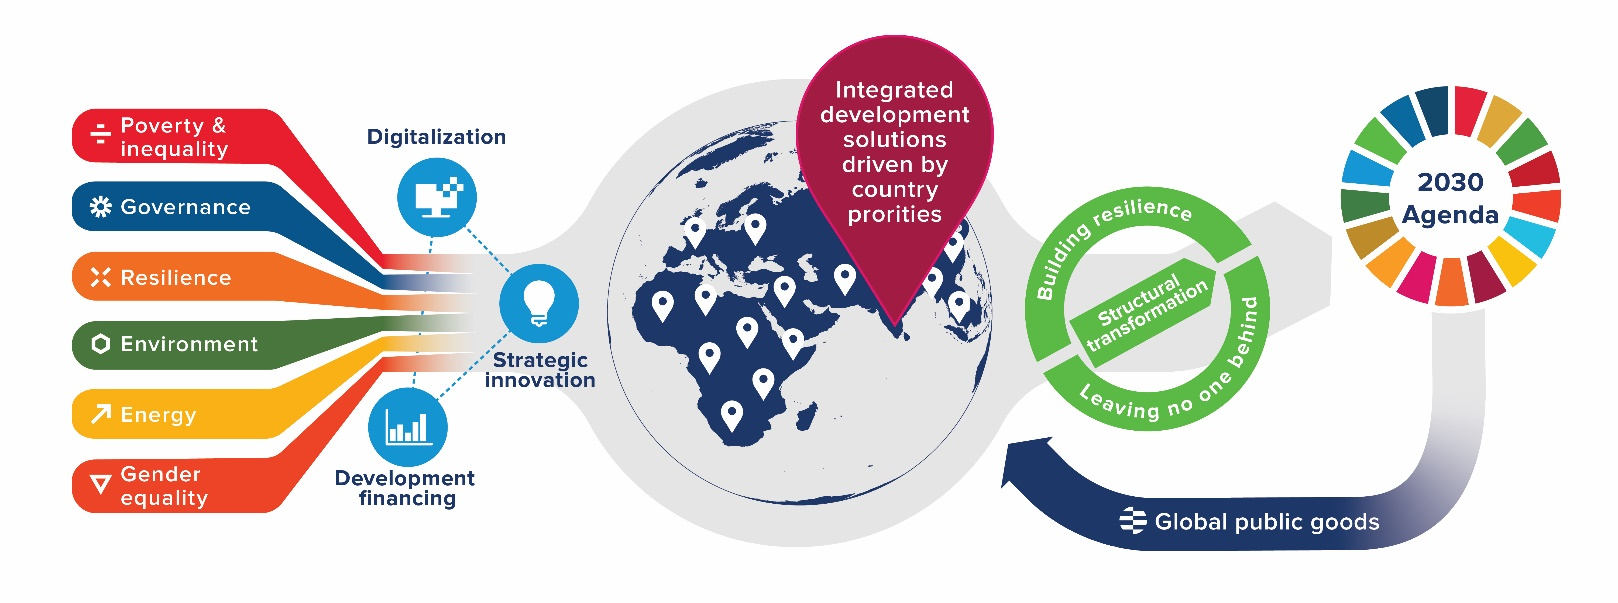 Poverty &
inequality
Governance
Resilience
Environment
Energy
Gender
equality
Digitalization
Strategic
innovation
Development
financing
Integrated
development
solutions
driven by
country
prorities
Building resilience
Structural
transformation
Leaving no one behind
2030
Agenda
Global public goods